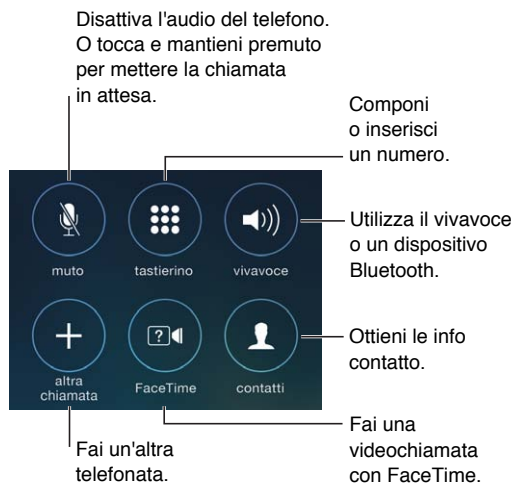 Disattiva l'audio del telefono.
O tocca e mantieni premuto
per mettere la chiamata
in attesa.
Componi
o inserisci
un numero.
Utilizza il vivavoce
o un dispositivo
Bluetooth.
muto
tastierino
vivavoce
Ottieni le info
contatto.
altra
chiamata
FaceTime
contatti
Fai un'altra
telefonata.
Fai una
videochiamata
con FaceTime.